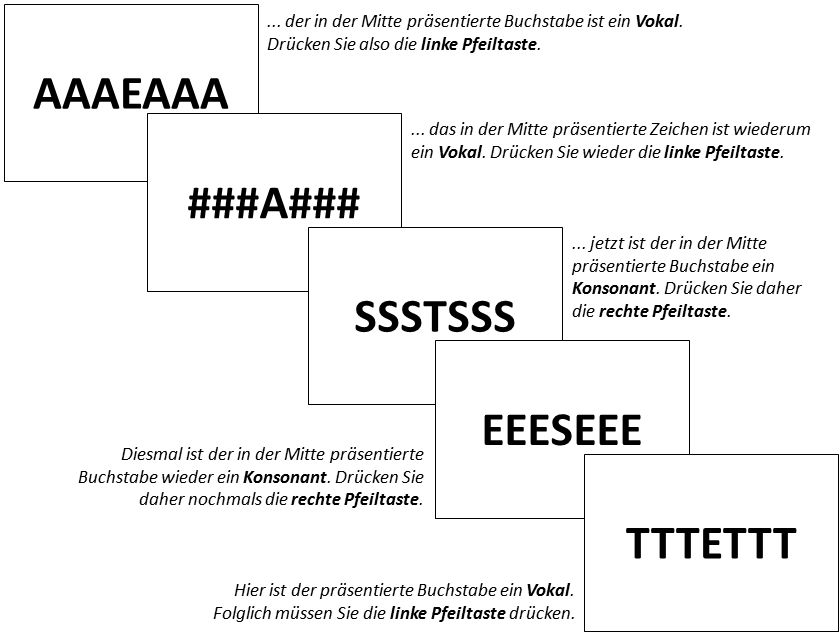 ... der in der Mitte präsentierte Buchstabe ist ein Vokal.
Drücken Sie also die linke Pfeiltaste.
AAAEAAA
... das in der Mitte präsentierte Zeichen ist wiederum
ein Vokal. Drücken Sie wieder die linke Pfeiltaste.
###A###
... jetzt ist der in der Mitte
präsentierte Buchstabe ein
Konsonant. Drücken Sie daher
die rechte Pfeiltaste.
SSSTSSS
EEESEEE
Diesmal ist der in der Mitte präsentierte
Buchstabe wieder ein Konsonant. Drücken Sie
daher nochmals die rechte Pfeiltaste.
TTTETTT
Hier ist der präsentierte Buchstabe ein Vokal.
Folglich müssen Sie die linke Pfeiltaste drücken.